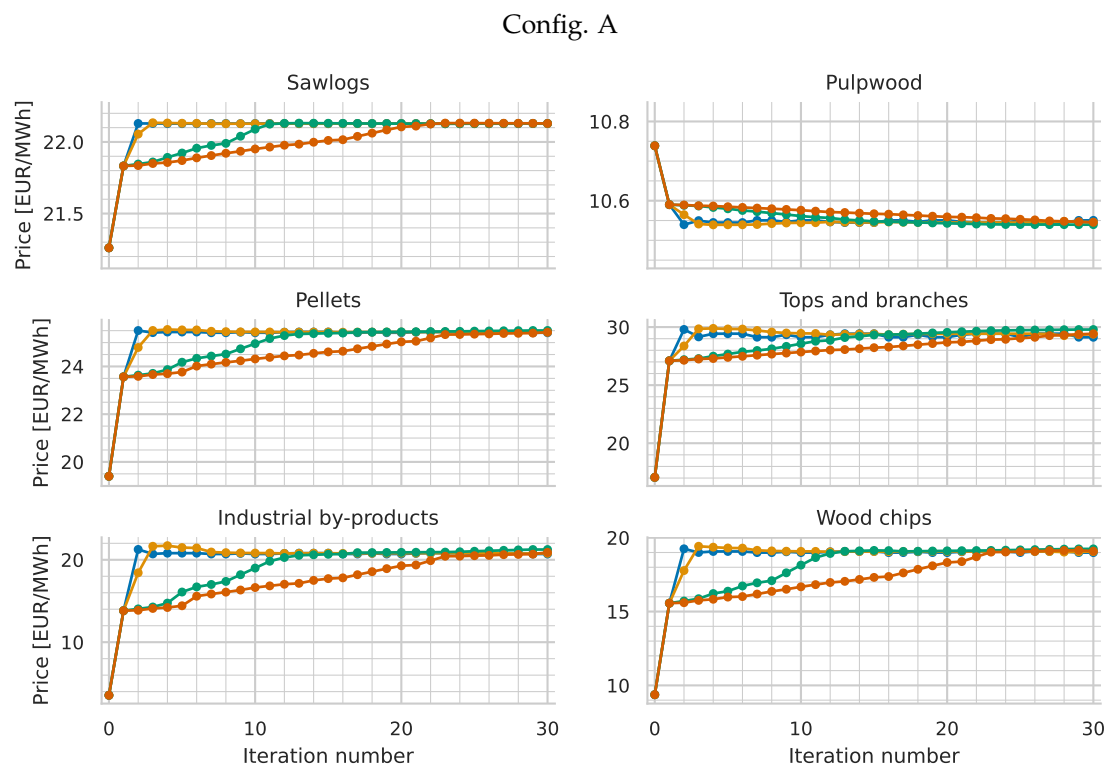 Config. A
Sawlogs
Pulpwood
Price [EUR/MWh]
22.0
21.5
10.8
10.6
Pellets
Tops and branches
Price [EUR/MWh]
24
22
20
30
25
20
Industrial by-products
Wood chips
Price [EUR/MWh]
20
10
20
15
10
0 10 20 30
0 10 20 30
Iteration number
Iteration number